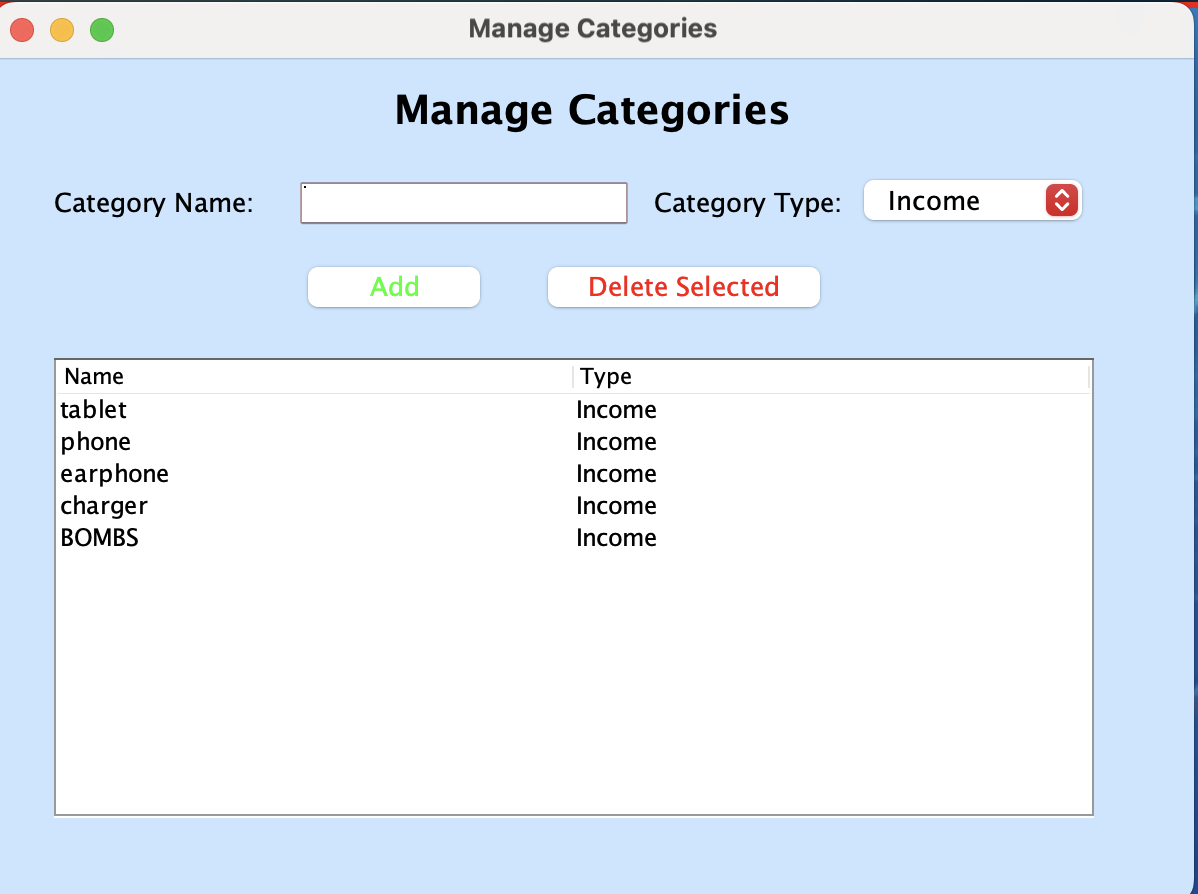 Manage Categories
Manage Categories
Category Name: Category Type: Income
Add Delete Selected
Name Type
tablet Income
phone Income
earphone Income
charger Income
BOMBS Income